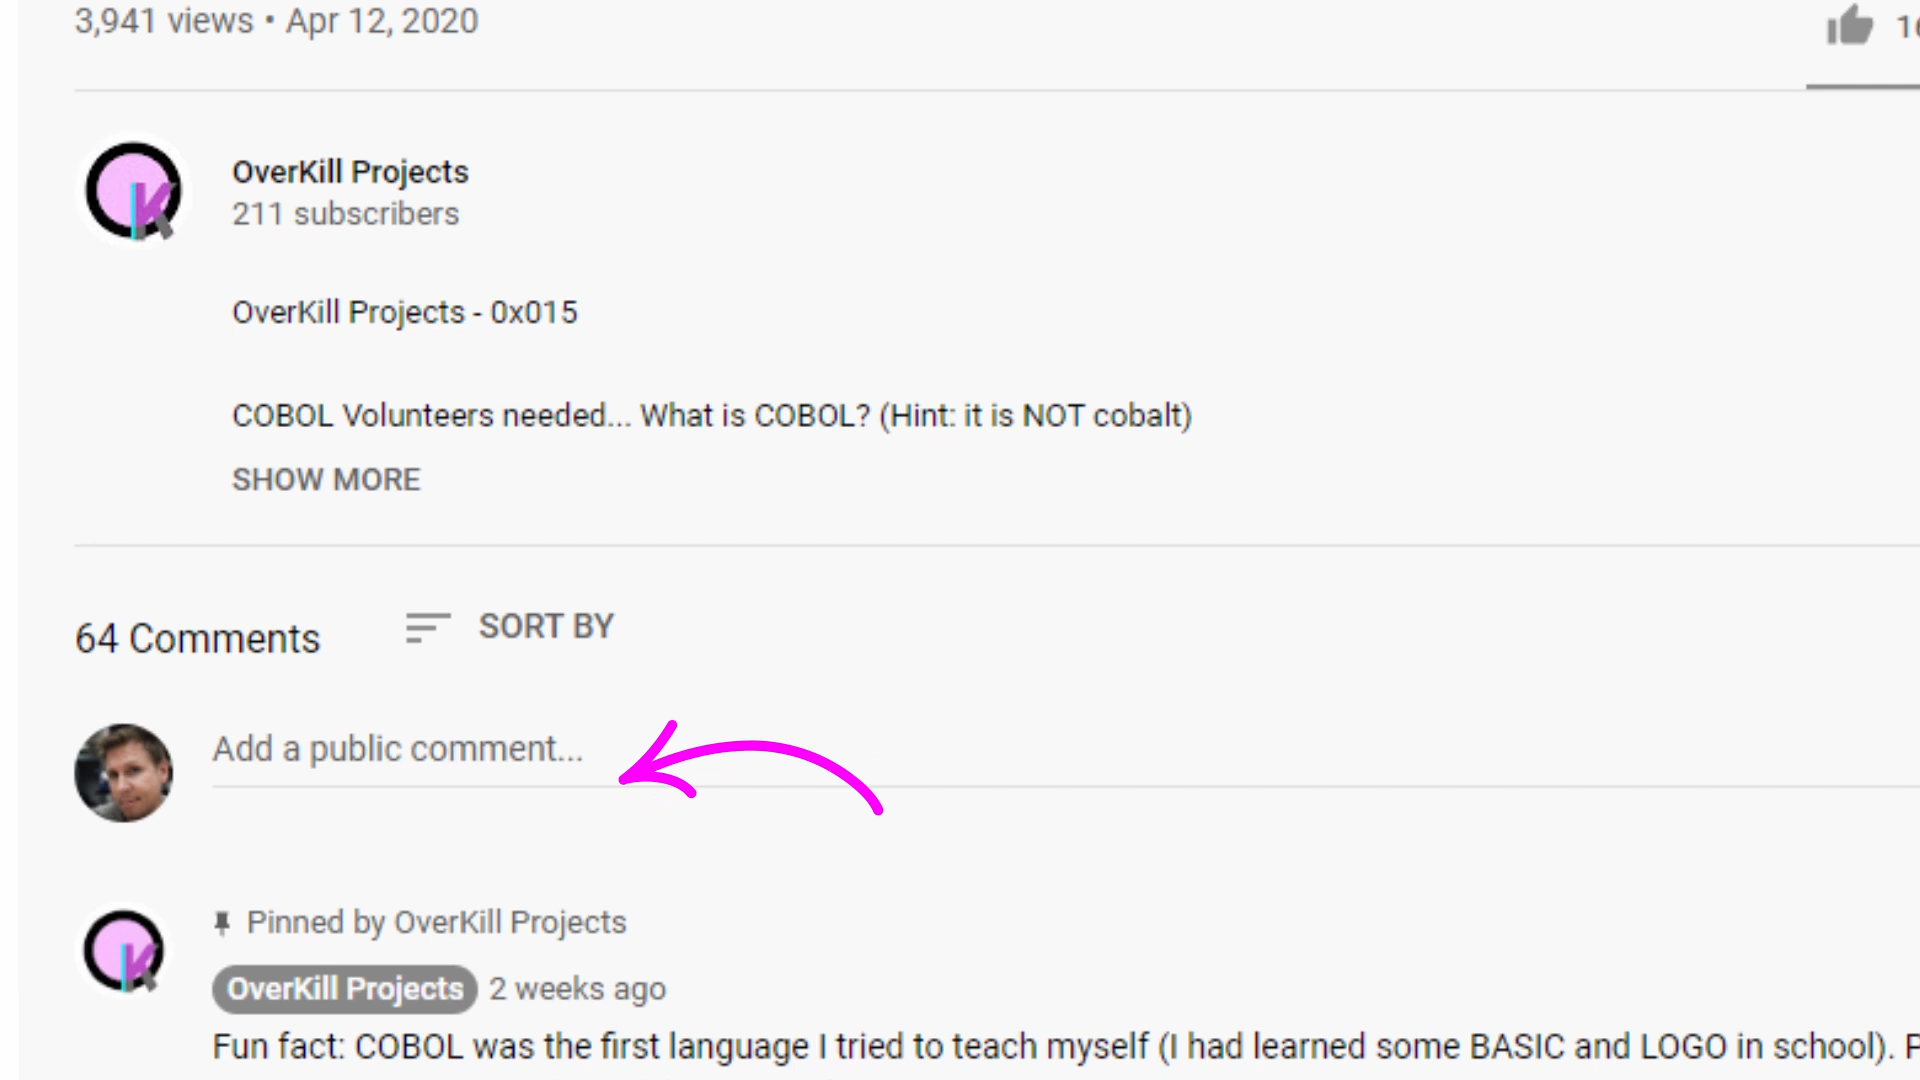 3,941 views • Apr 12, 2020
OverKill Projects
211 subscribers
OverKill Projects - 0x015
COBOL Volunteers needed... What is COBOL? (Hint: it is NOT cobalt)
SHOW MORE
64 Comments
SORT BY
Add a public comment...
Pinned by OverKill Projects
OverKill Projects 2 weeks ago
Fun fact: COBOL was the first language I tried to teach myself (I had learned some BASIC and LOGO in school).